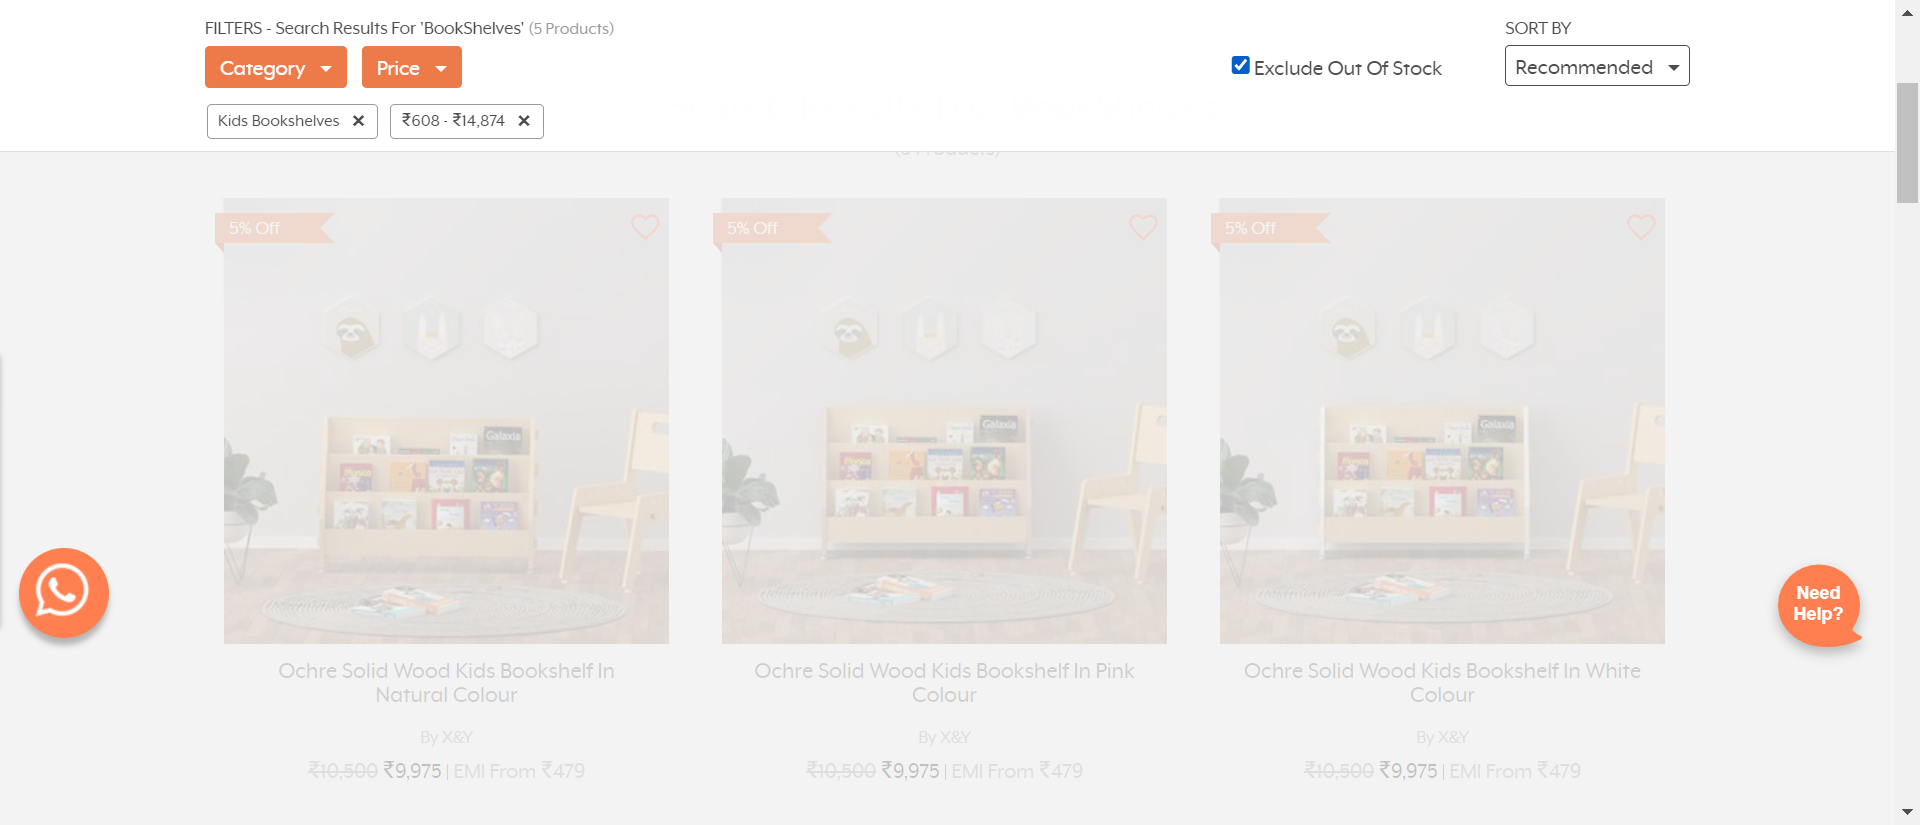 FILTERS - Search Results For 'BookShelves' (5 Products)
SORT BY
Category
Price
Exclude Out Of Stock
Recommended
Kids Bookshelves ✕
₹608 - ₹14,874 ✕
(5 Products)
5% Off
5% Off
5% Off
Galaxia
Galaxia
Galaxia
Need
Help?
Ochre Solid Wood Kids Bookshelf In
Natural Colour
By X&Y
₹10,500 ₹9,975 | EMI From ₹479
Ochre Solid Wood Kids Bookshelf In Pink
Colour
By X&Y
₹10,500 ₹9,975 | EMI From ₹479
Ochre Solid Wood Kids Bookshelf In White
Colour
By X&Y
₹10,500 ₹9,975 | EMI From ₹479